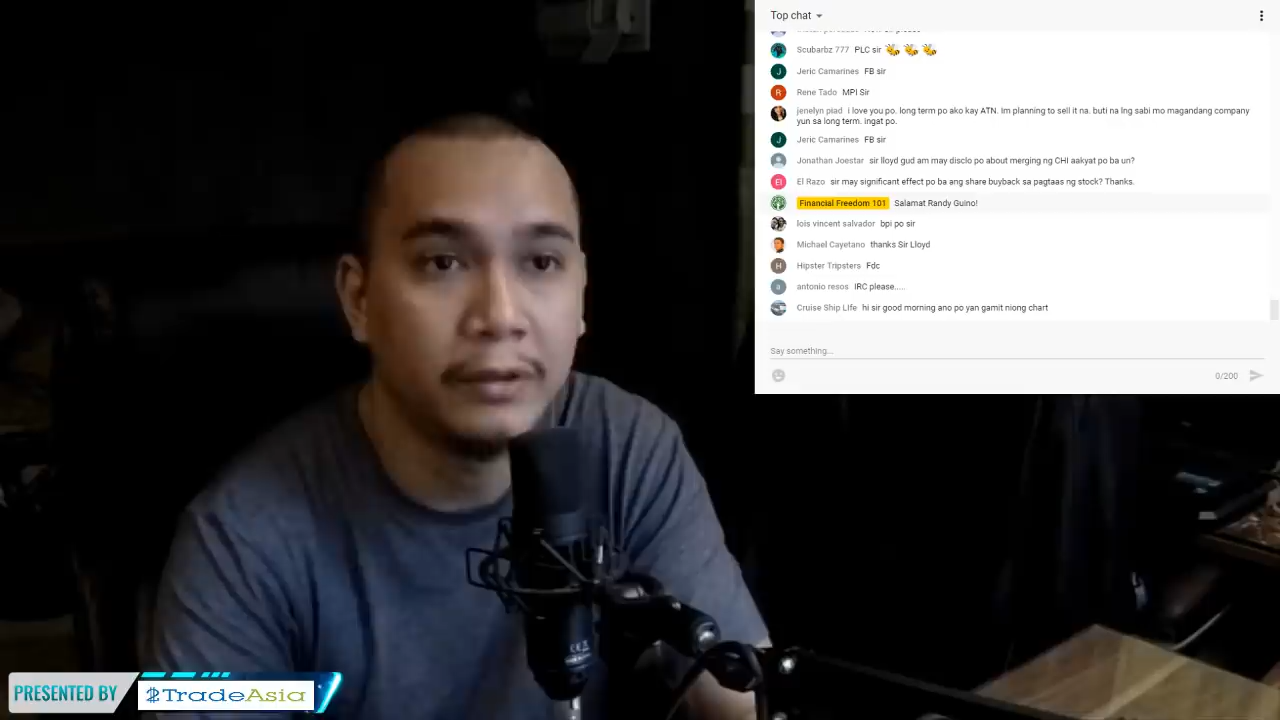 Top chat
Scubarbz 777 PLC sir
J Jeric Camarines FB sir
R Rene Tado MPI Sir
jenelyn piad i love you po. long term po ako kay ATN. Im planning to sell it na. buti na lng sabi mo magandang company
yun sa long term. ingat po.
J Jeric Camarines FB sir
Jonathan Joestar sir lloyd gud am may disclo po about merging ng CHI aakyat po ba un?
El El Razo sir may significant effect po ba ang share buyback sa pagtaas ng stock? Thanks.
Financial Freedom 101 Salamat Randy Guino!
lois vincent salvador bpi po sir
Michael Cayetano thanks Sir Lloyd
H Hipster Tripsters Fdc
a antonio resos IRC please.....
Cruise Ship Life hi sir good morning ano po yan gamit niong chart
Say something...
0/200
PRESENTED BY $TradeAsia